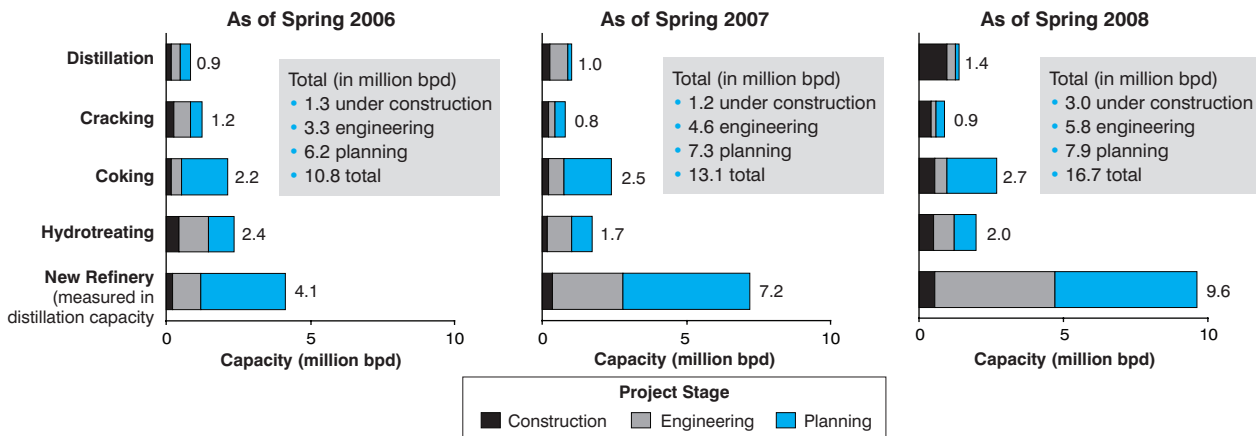 As of Spring 2006
Distillation
0.9
Cracking
1.2
Coking
2.2
Hydrotreating
2.4
New Refinery
(measured in
distillation capacity
4.1
Total (in million bpd)
• 1.3 under construction
• 3.3 engineering
• 6.2 planning
• 10.8 total
0 5 10
Capacity (million bpd)
As of Spring 2007
1.0
0.8
2.5
1.7
7.2
Total (in million bpd)
• 1.2 under construction
• 4.6 engineering
• 7.3 planning
• 13.1 total
0 5 10
Capacity (million bpd)
As of Spring 2008
1.4
0.9
2.7
2.0
9.6
Total (in million bpd)
• 3.0 under construction
• 5.8 engineering
• 7.9 planning
• 16.7 total
0 5 10
Capacity (million bpd)
Project Stage
Construction Engineering Planning